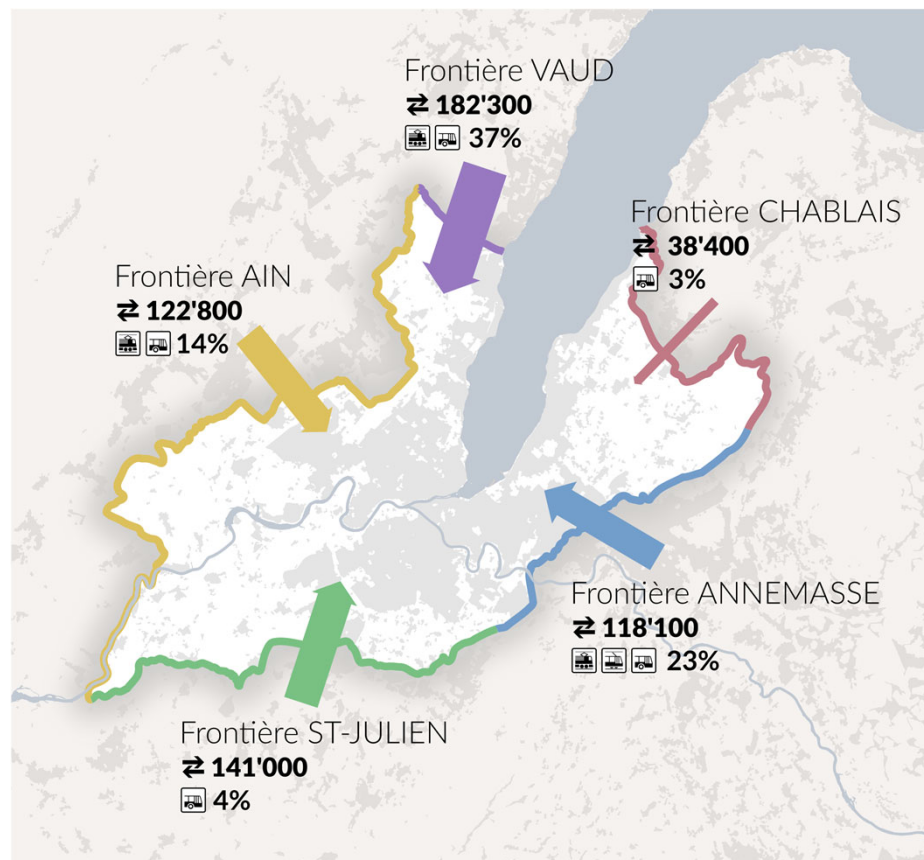 Frontière VAUD
⇄ 182'300
37%
Frontière CHABLAIS
⇄ 38'400
3%
Frontière AIN
⇄ 122'800
14%
Frontière ANNEMASSE
⇄ 118'100
23%
Frontière ST-JULIEN
⇄ 141'000
4%